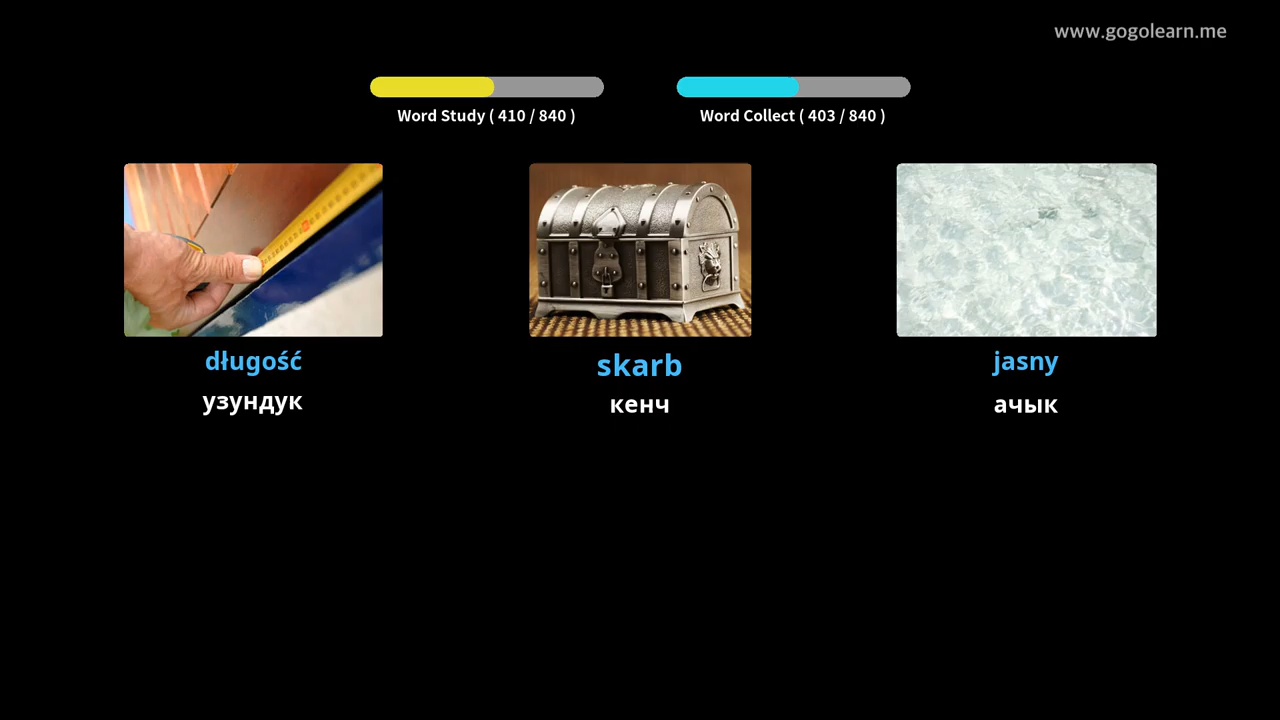 www.gogolearn.me
Word Study ( 410 / 840 )
Word Collect ( 403 / 840 )
długość
skarb
jasny
узундук
кенч
ачык